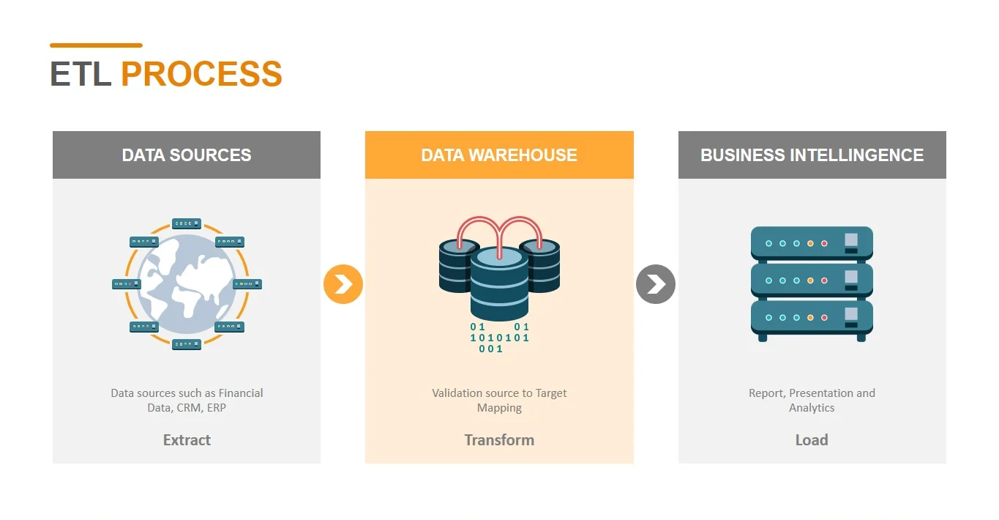 ETL PROCESS
DATA SOURCES
Data sources such as Financial
Data, CRM, ERP
Extract
DATA WAREHOUSE
01 01
1010101
001
Validation source to Target
Mapping
Transform
BUSINESS INTELLINGENCE
Report, Presentation and
Analytics
Load